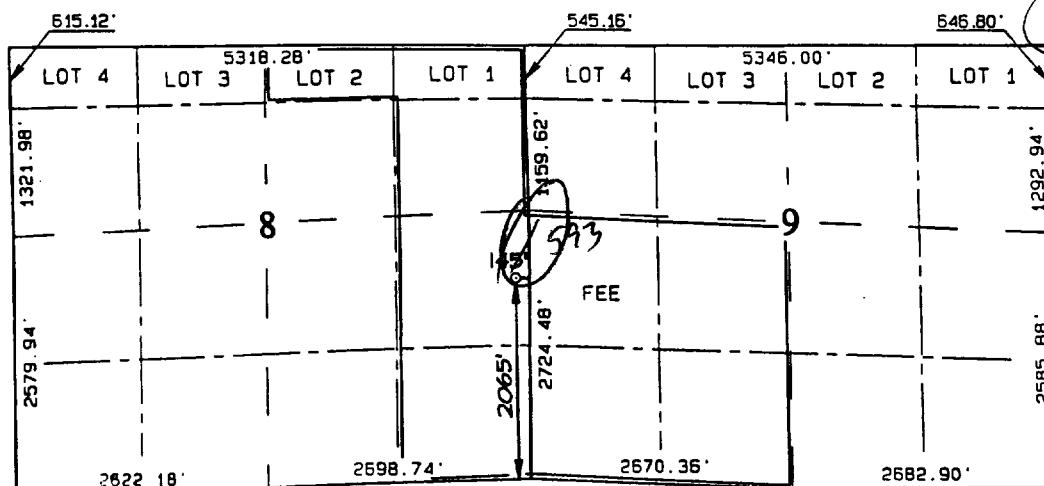 615.12' 545.16' 646.80'
5318.28' 5346.00'
LOT 4 LOT 3 LOT 2 LOT 1 LOT 4 LOT 3 LOT 2 LOT 1
1321.98' 1459.62' 1292.94'
8 9
593
145'
FEE
2579.94' 2065' 2724.48' 2585.88'
2622.18' 2698.74' 2670.36' 2682.90'